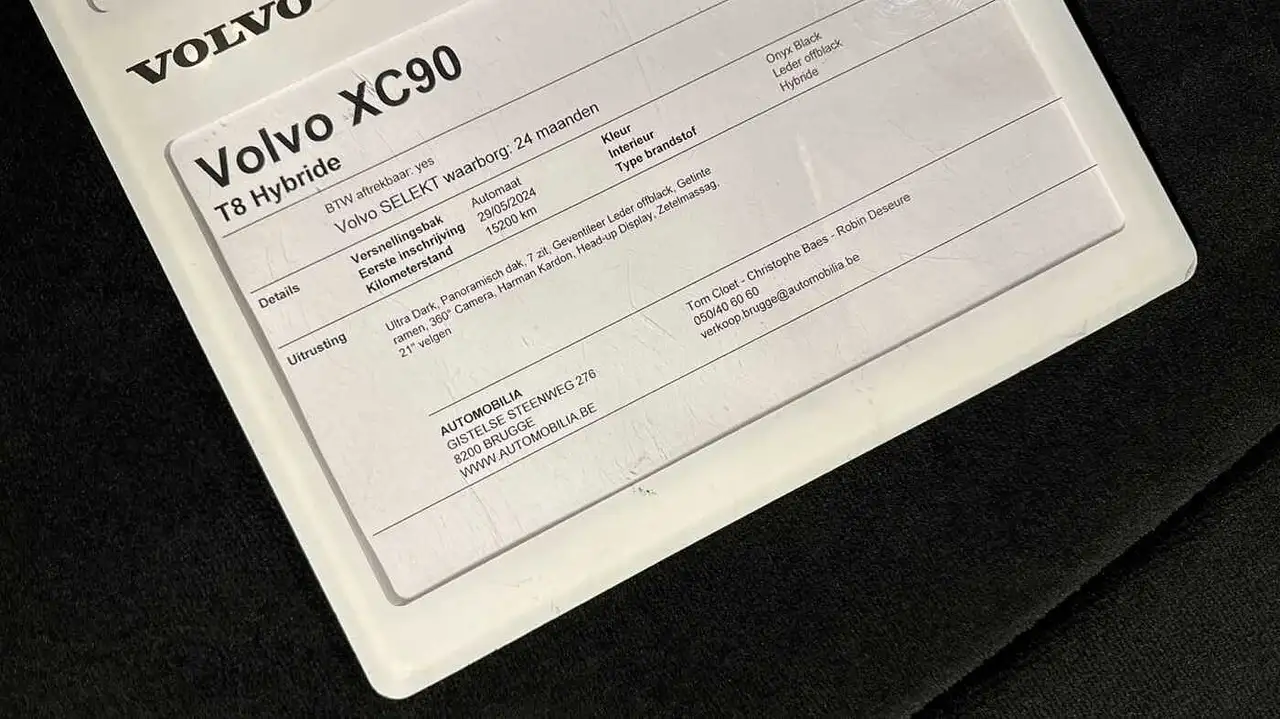 VOLVO
Volvo XC90
T8 Hybride
BTW aftrekbaar: yes
Volvo SELEKT waarborg: 24 maanden
Details
Versnellingsbak Automaat
Eerste inschrijving 29/05/2024
Kilometerstand 15200 km
Kleur Onyx Black
Interieur Leder offblack
Type brandstof Hybride
Uitrusting
Ultra Dark, Panoramisch dak, 7 zit, Geventileer Leder offblack, Getinte
ramen, 360° Camera, Harman Kardon, Head-up Display, Zetelmassag.
21" velgen
AUTOMOBILIA
GISTELSE STEENWEG 276
8200 BRUGGE
WWW.AUTOMOBILIA.BE
Tom Cloet - Christophe Baes - Robin Deseure
050/40 60 60
verkoop.brugge@automobilia.be